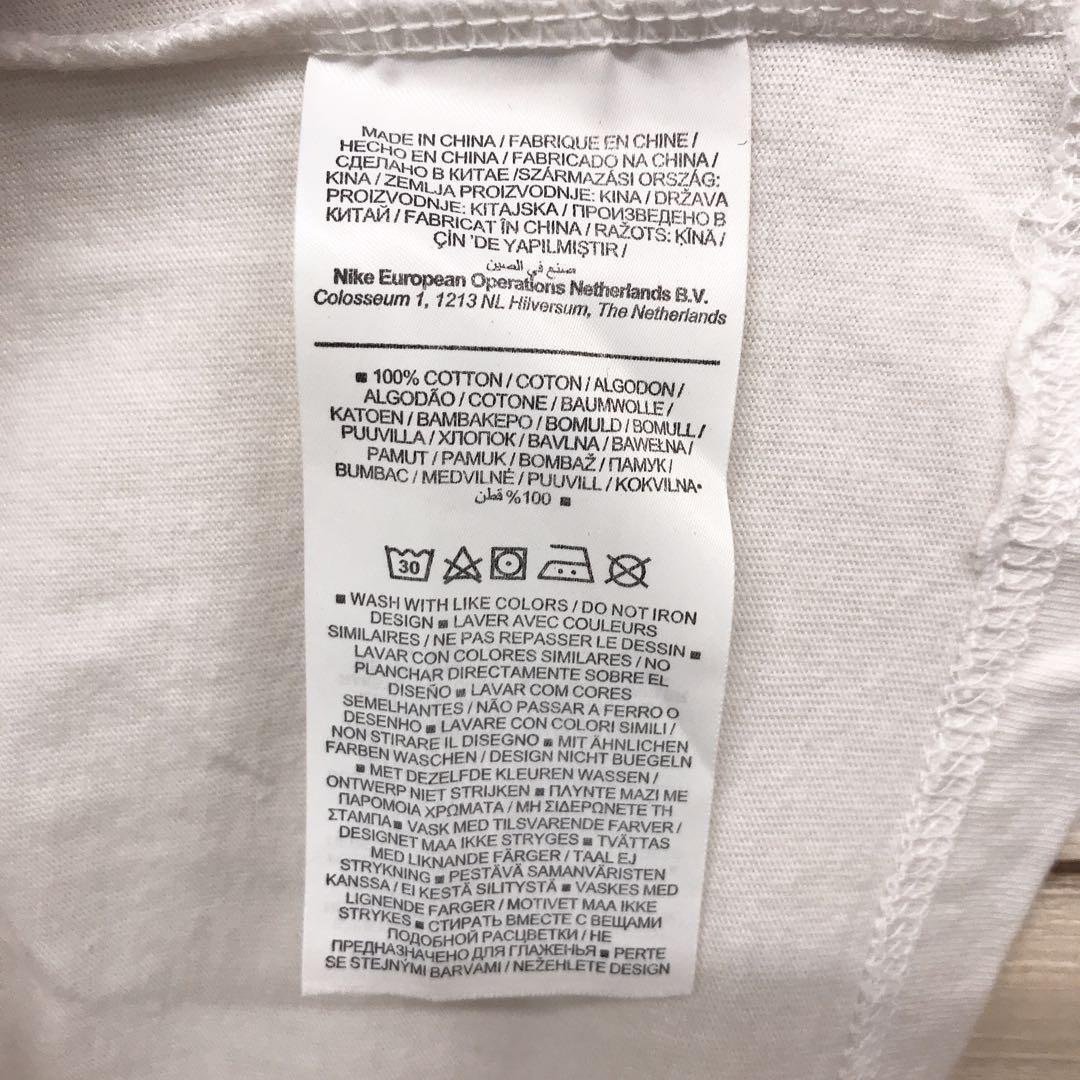 MADE IN CHINA / FABRIQUE EN CHINE /
HECHO EN CHINA / FABRICADO NA CHINA /
СДЕЛАНО В КИТАЕ /SZÁRMAZÁSI ORSZÁG:
KINA / ZEMLJA PROIZVODNJE: KINA / DRŽAVA
PROIZVODNJE: KITAJSKA / ПРОИЗВЕДЕНО В
КИТАЙ / FABRICAT ÎN CHINA / RAŽOTS: ĶĪNĀ /
ÇİN 'DE YAPILMIŞTIR /
صنع في الصين
Nike European Operations Netherlands B.V.
Colosseum 1, 1213 NL Hilversum, The Netherlands
■ 100% COTTON / COTON / ALGODON /
ALGODÃO / COTONE / BAUMWOLLE /
KATOEN / ΒΑΜΒΑΚΕΡΟ / BOMULD / BOMULL /
PUUVILLA / ХЛОПОК / BAVLNA / BAWEŁNA /
PAMUT / PAMUK / BOMBAŽ / ПАМУК /
BUMBAC / MEDVILNĖ / PUUVILL / KOKVILNA•
100% قطن ■
30
■ WASH WITH LIKE COLORS / DO NOT IRON
DESIGN ■ LAVER AVEC COULEURS
SIMILAIRES / NE PAS REPASSER LE DESSIN ■
LAVAR CON COLORES SIMILARES / NO
PLANCHAR DIRECTAMENTE SOBRE EL
DISEÑO ■ LAVAR COM CORES
SEMELHANTES / NÃO PASSAR A FERRO O
DESENHO ■ LAVARE CON COLORI SIMILI /
NON STIRARE IL DISEGNO ■ MIT ÄHNLICHEN
FARBEN WASCHEN / DESIGN NICHT BUEGELN
■ MET DEZELFDE KLEUREN WASSEN /
ONTWERP NIET STRIJKEN ■ ΠΛΥΝΤΕ ΜΑΖΙ ΜΕ
ΠΑΡΟΜΟΙΑ ΧΡΩΜΑΤΑ / ΜΗ ΣΙΔΕΡΩΝΕΤΕ ΤΗ
ΣΤΑΜΠΑ ■ VASK MED TILSVARENDE FARVER /
DESIGNET MAA IKKE STRYGES ■ TVÄTTAS
MED LIKNANDE FÄRGER / TAAL EJ
STRYKNING ■ PESTÄVÄ SAMANVÄRISTEN
KANSSA / EI KESTÄ SILITYSTÄ ■ VASKES MED
LIGNENDE FARGER / MOTIVET MAA IKKE
STRYKES ■ СТИРАТЬ ВМЕСТЕ С ВЕЩАМИ
ПОДОБНОЙ РАСЦВЕТКИ / НЕ
ПРЕДНАЗНАЧЕНО ДЛЯ ГЛАЖЕНЬЯ ■ PERTE
SE STEJNÝMI BARVAMI / NEŽEHLETE DESIGN